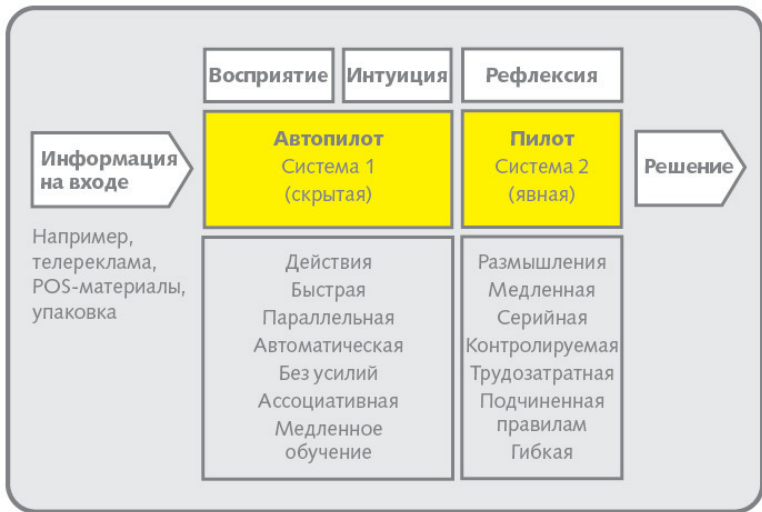 Восприятие
Интуиция
Рефлексия
Информация
на входе
Автопилот
Система 1
(скрытая)
Пилот
Система 2
(явная)
Решение
Например,
телереклама,
POS-материалы,
упаковка
Действия
Быстрая
Параллельная
Автоматическая
Без усилий
Ассоциативная
Медленное
обучение
Размышления
Медленная
Серийная
Контролируемая
Трудозатратная
Подчиненная
правилам
Гибкая